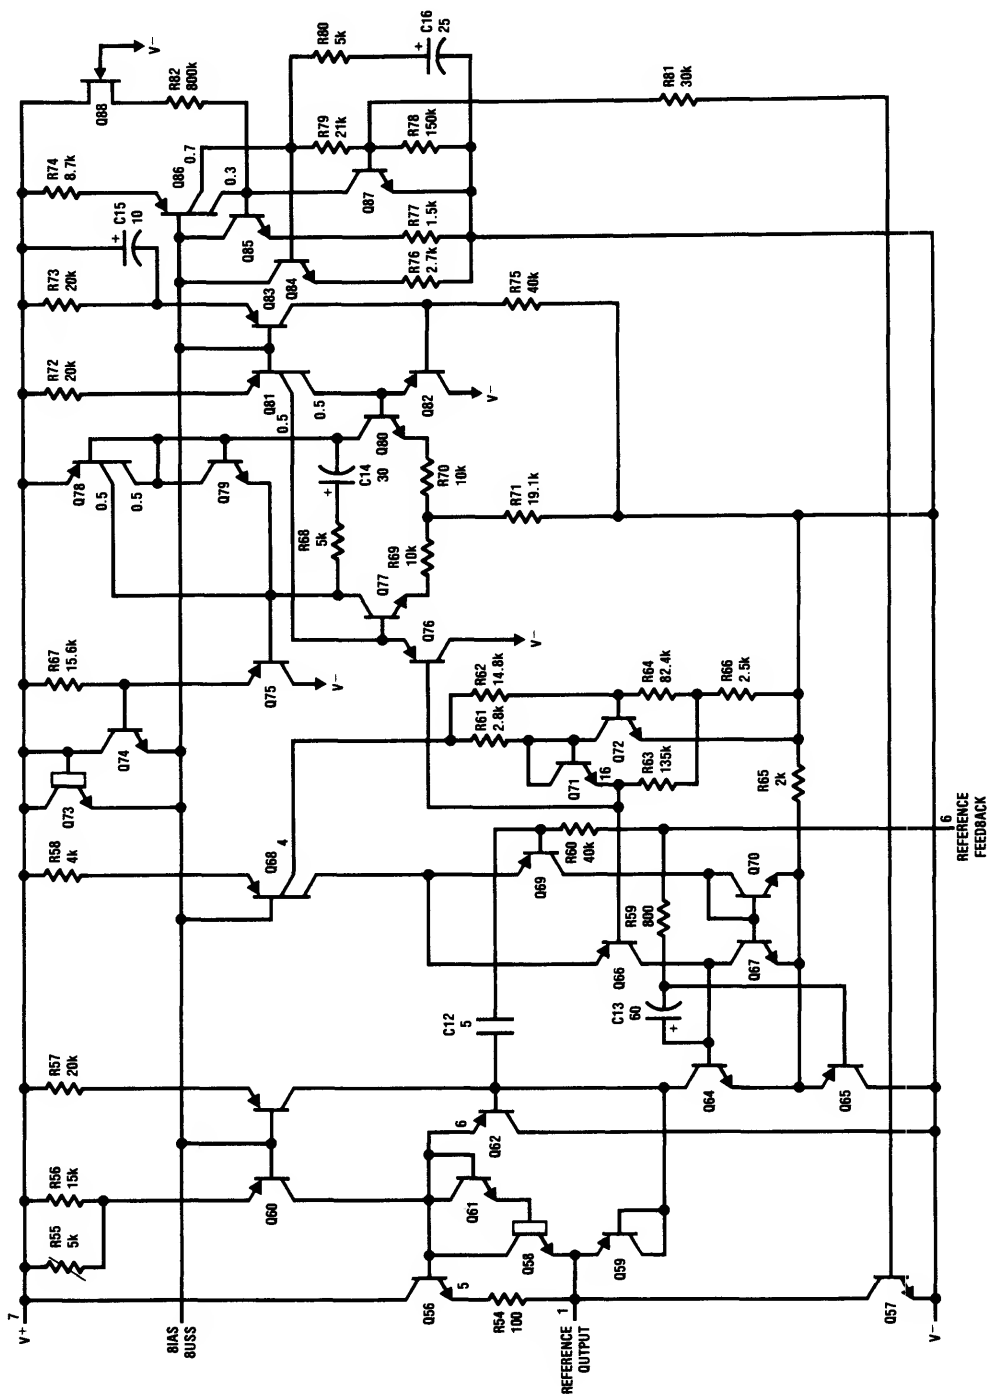 7
V+
R55
5k
R56
15k
R57
20k
R58
4k
R67
15.6k
R72
20k
R73
20k
C15
+
10
R74
8.7k
Q88
V−
R82
800k
Q73
Q74
Q78
0.5
0.5
8IAS
8USS
Q86
0.7
0.3
Q60
Q68
4
Q75
V−
Q79
Q81
0.5
0.5
Q83
Q84
Q85
R80
5k
R79
21k
R68
5k
+
C14
30
Q87
R78
150k
+
C16
25
Q56
5
Q61
Q62
6
Q77
R69
10k
R70
10k
Q80
Q82
V−
R76
2.7k
R77
1.5k
R54
100
Q58
C12
5
Q76
V−
R61
2.8k
R62
14.8k
R71
19.1k
R75
40k
REFERENCE
QUTPUT
1
Q59
Q69
R60
40k
Q71
16
Q72
Q66
R59
800
R63
135k
R64
82.4k
R81
30k
C13
60
+
Q64
Q67
Q70
R66
2.5k
R65
2k
Q65
Q57
V−
6
REFERENCE
FEEDBACK